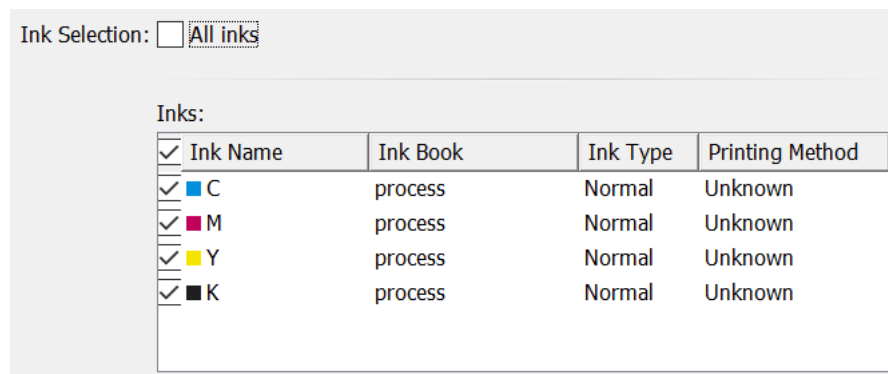 Ink Selection: All inks
Inks:
Ink Name Ink Book Ink Type Printing Method
C process Normal Unknown
M process Normal Unknown
Y process Normal Unknown
K process Normal Unknown